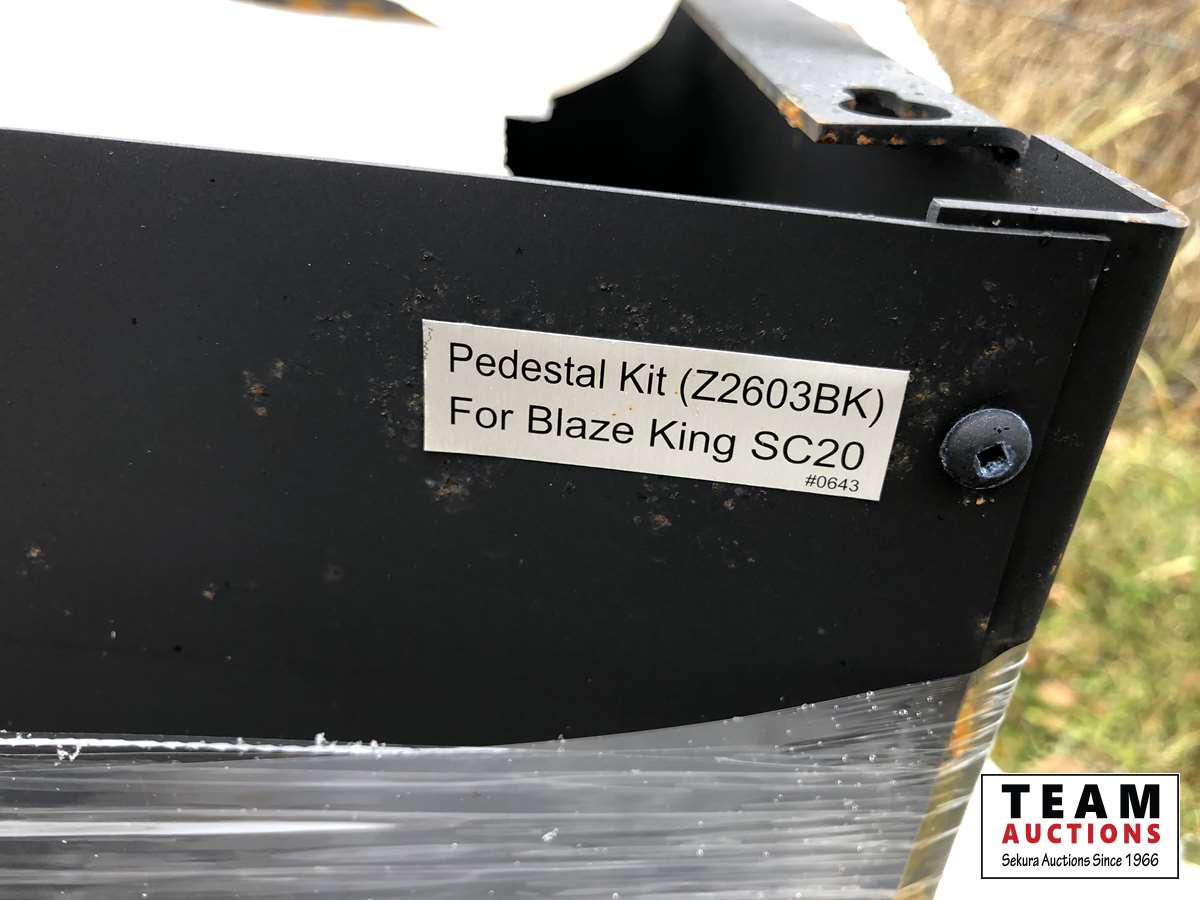 Pedestal Kit (Z2603BK)
For Blaze King SC20
#0643
TEAM
AUCTIONS
Sekura Auctions Since 1966